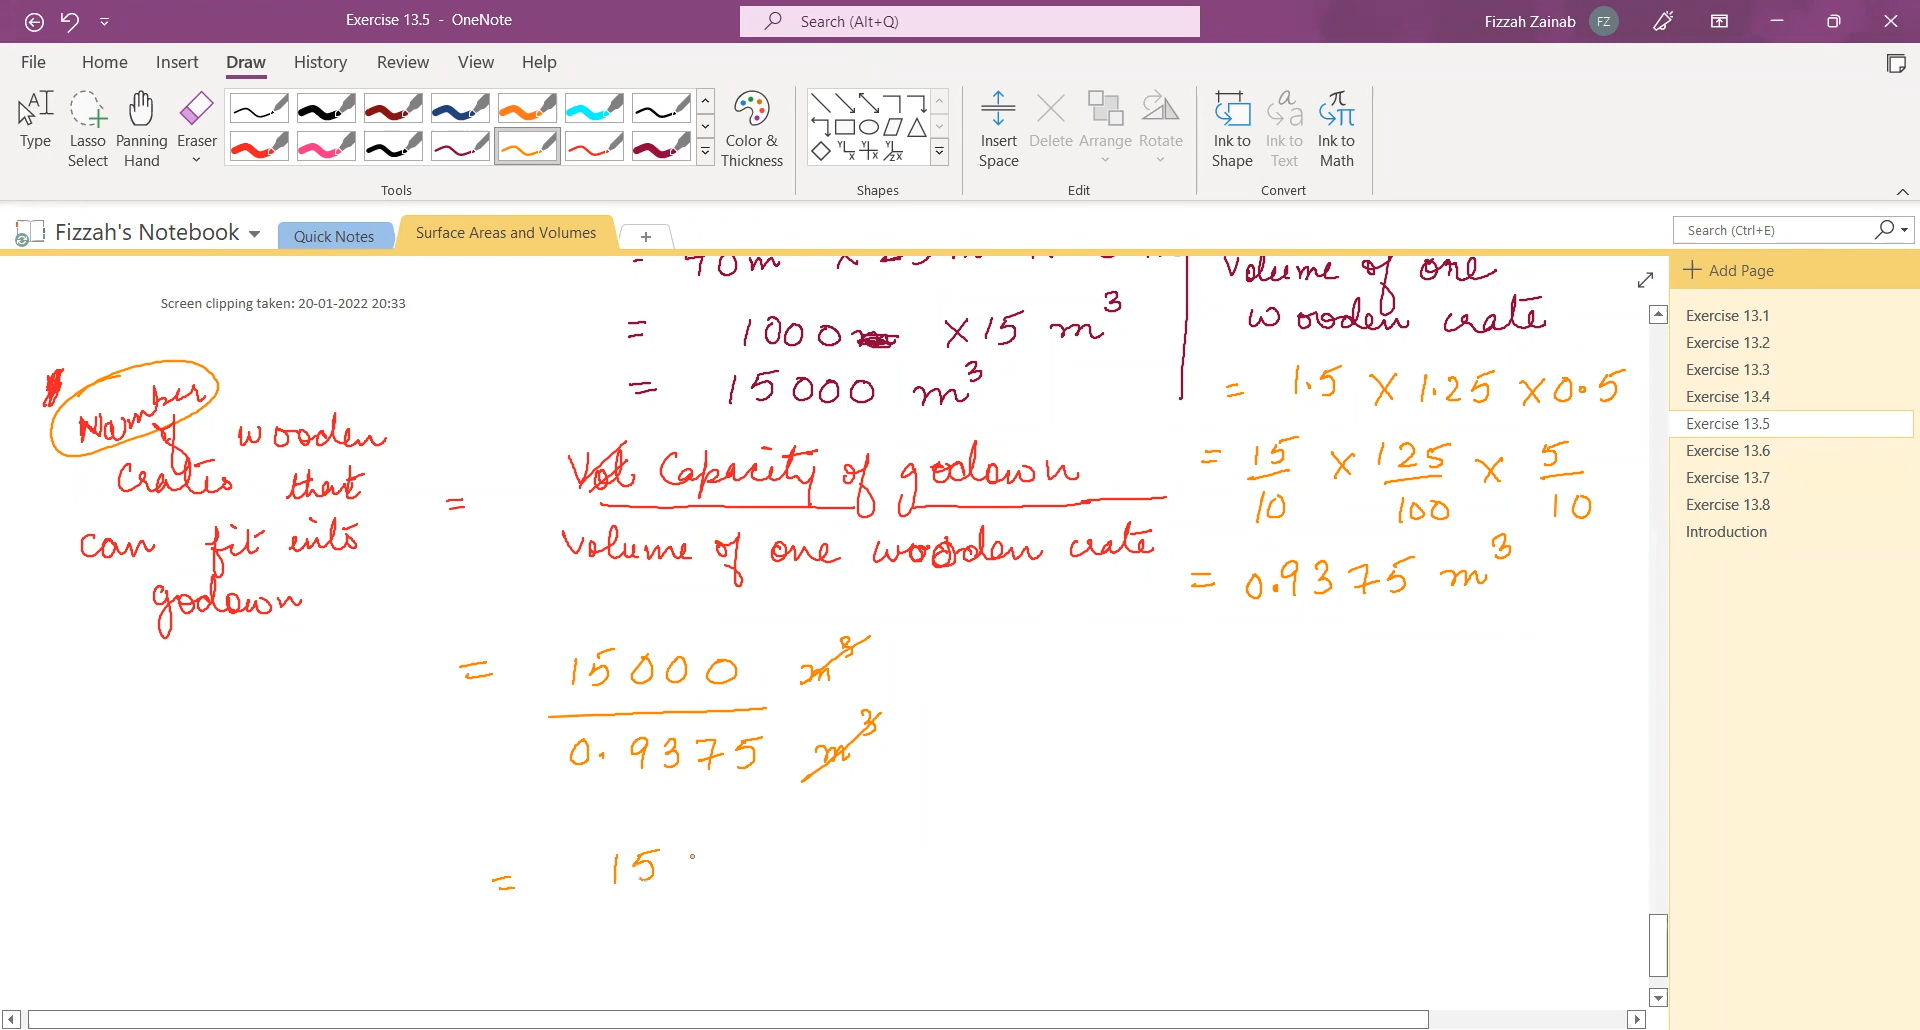 Exercise 13.5 - OneNote
Search (Alt+Q)
Fizzah Zainab FZ
File Home Insert Draw History Review View Help
Type
Lasso Select
Panning Hand
Eraser
Color & Thickness
Insert Space
Delete
Arrange
Rotate
Ink to Shape
Ink to Text
Ink to Math
Tools
Shapes
Edit
Convert
Fizzah's Notebook
Quick Notes
Surface Areas and Volumes
+
Search (Ctrl+E)
Add Page
Exercise 13.1
Exercise 13.2
Exercise 13.3
Exercise 13.4
Exercise 13.5
Exercise 13.6
Exercise 13.7
Exercise 13.8
Introduction
Screen clipping taken: 20-01-2022 20:33
= 1000 × 15 m³
= 15000 m³
Volume of one
wooden crate
= 1.5 × 1.25 × 0.5
= 15/10 × 125/100 × 5/10
= 0.9375 m³
Number
of wooden
crates that
can fit into
godown
= Capacity of godown
Volume of one wooden crate
= 15000 m³
0.9375 m³
= 15